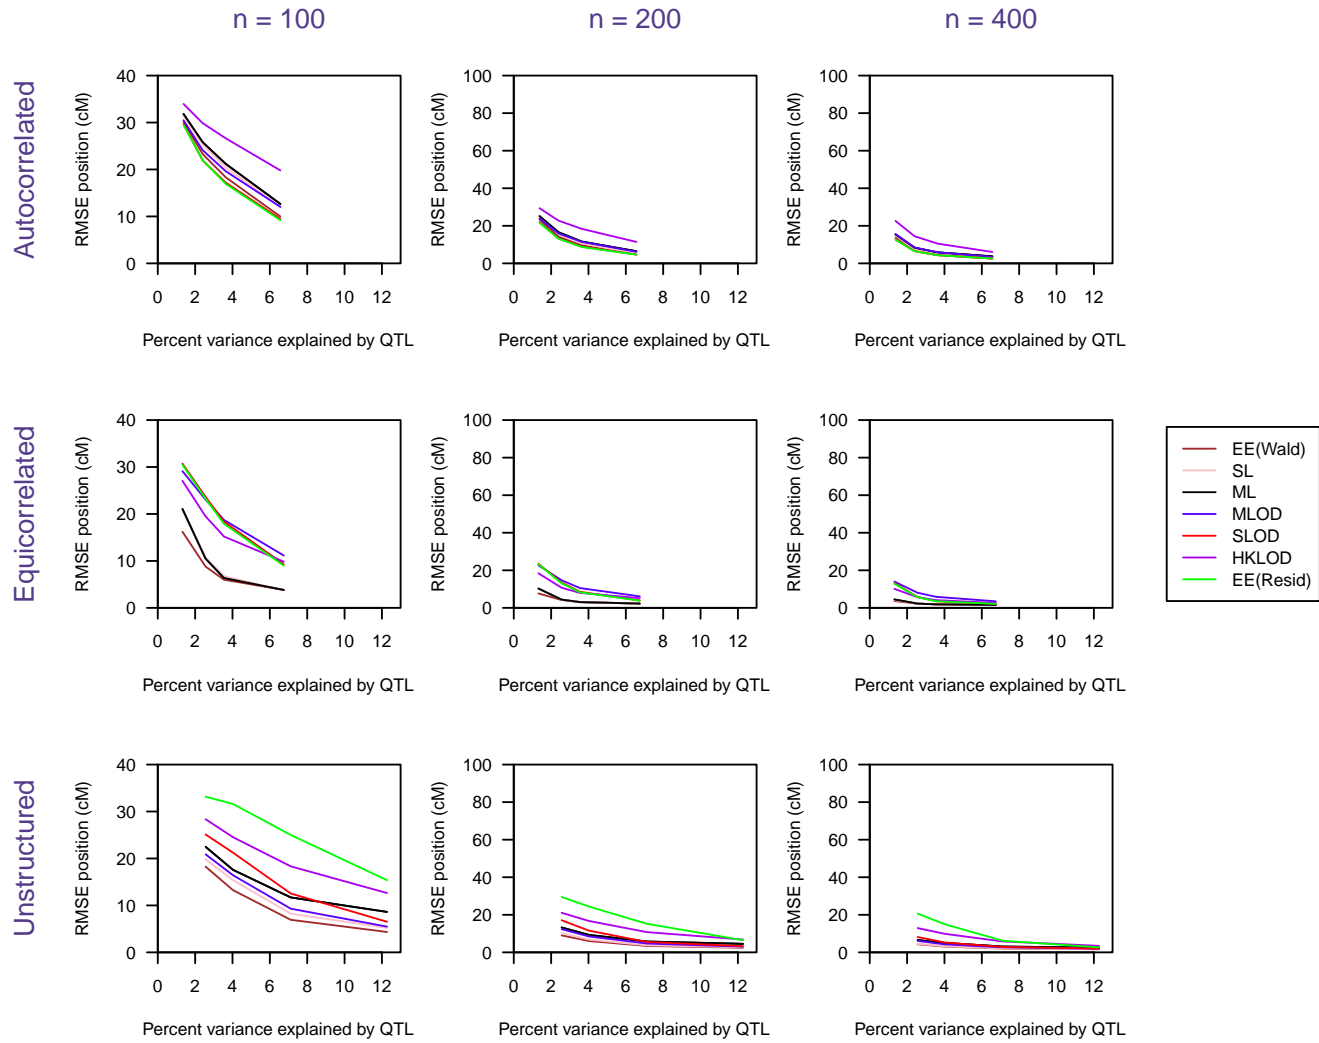 n = 100 n = 200 n = 400
Autocorrelated
RMSE position (cM)
40
30
20
10
0
0 2 4 6 8 10 12
Percent variance explained by QTL
RMSE position (cM)
100
80
60
40
20
0
0 2 4 6 8 10 12
Percent variance explained by QTL
RMSE position (cM)
100
80
60
40
20
0
0 2 4 6 8 10 12
Percent variance explained by QTL
Equicorrelated
RMSE position (cM)
40
30
20
10
0
0 2 4 6 8 10 12
Percent variance explained by QTL
RMSE position (cM)
100
80
60
40
20
0
0 2 4 6 8 10 12
Percent variance explained by QTL
RMSE position (cM)
100
80
60
40
20
0
0 2 4 6 8 10 12
Percent variance explained by QTL
EE(Wald)
SL
ML
MLOD
SLOD
HKLOD
EE(Resid)
Unstructured
RMSE position (cM)
40
30
20
10
0
0 2 4 6 8 10 12
Percent variance explained by QTL
RMSE position (cM)
100
80
60
40
20
0
0 2 4 6 8 10 12
Percent variance explained by QTL
RMSE position (cM)
100
80
60
40
20
0
0 2 4 6 8 10 12
Percent variance explained by QTL